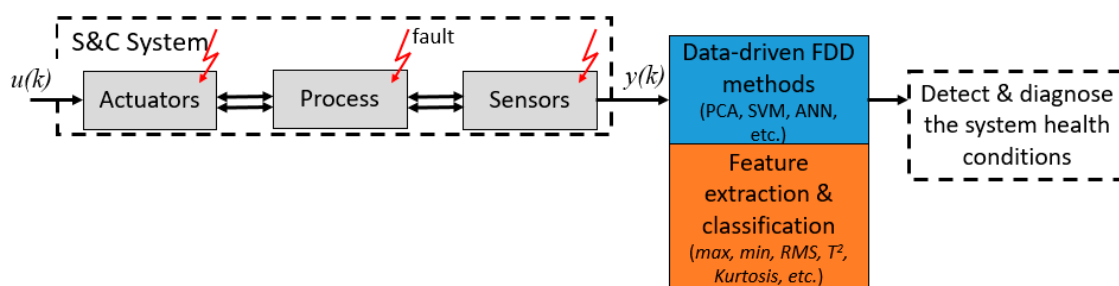 S&C System
fault
u(k)
Actuators
Process
Sensors
y(k)
Data-driven FDD
methods
(PCA, SVM, ANN,
etc.)
Feature
extraction &
classification
(max, min, RMS, T²,
Kurtosis, etc.)
Detect & diagnose
the system health
conditions